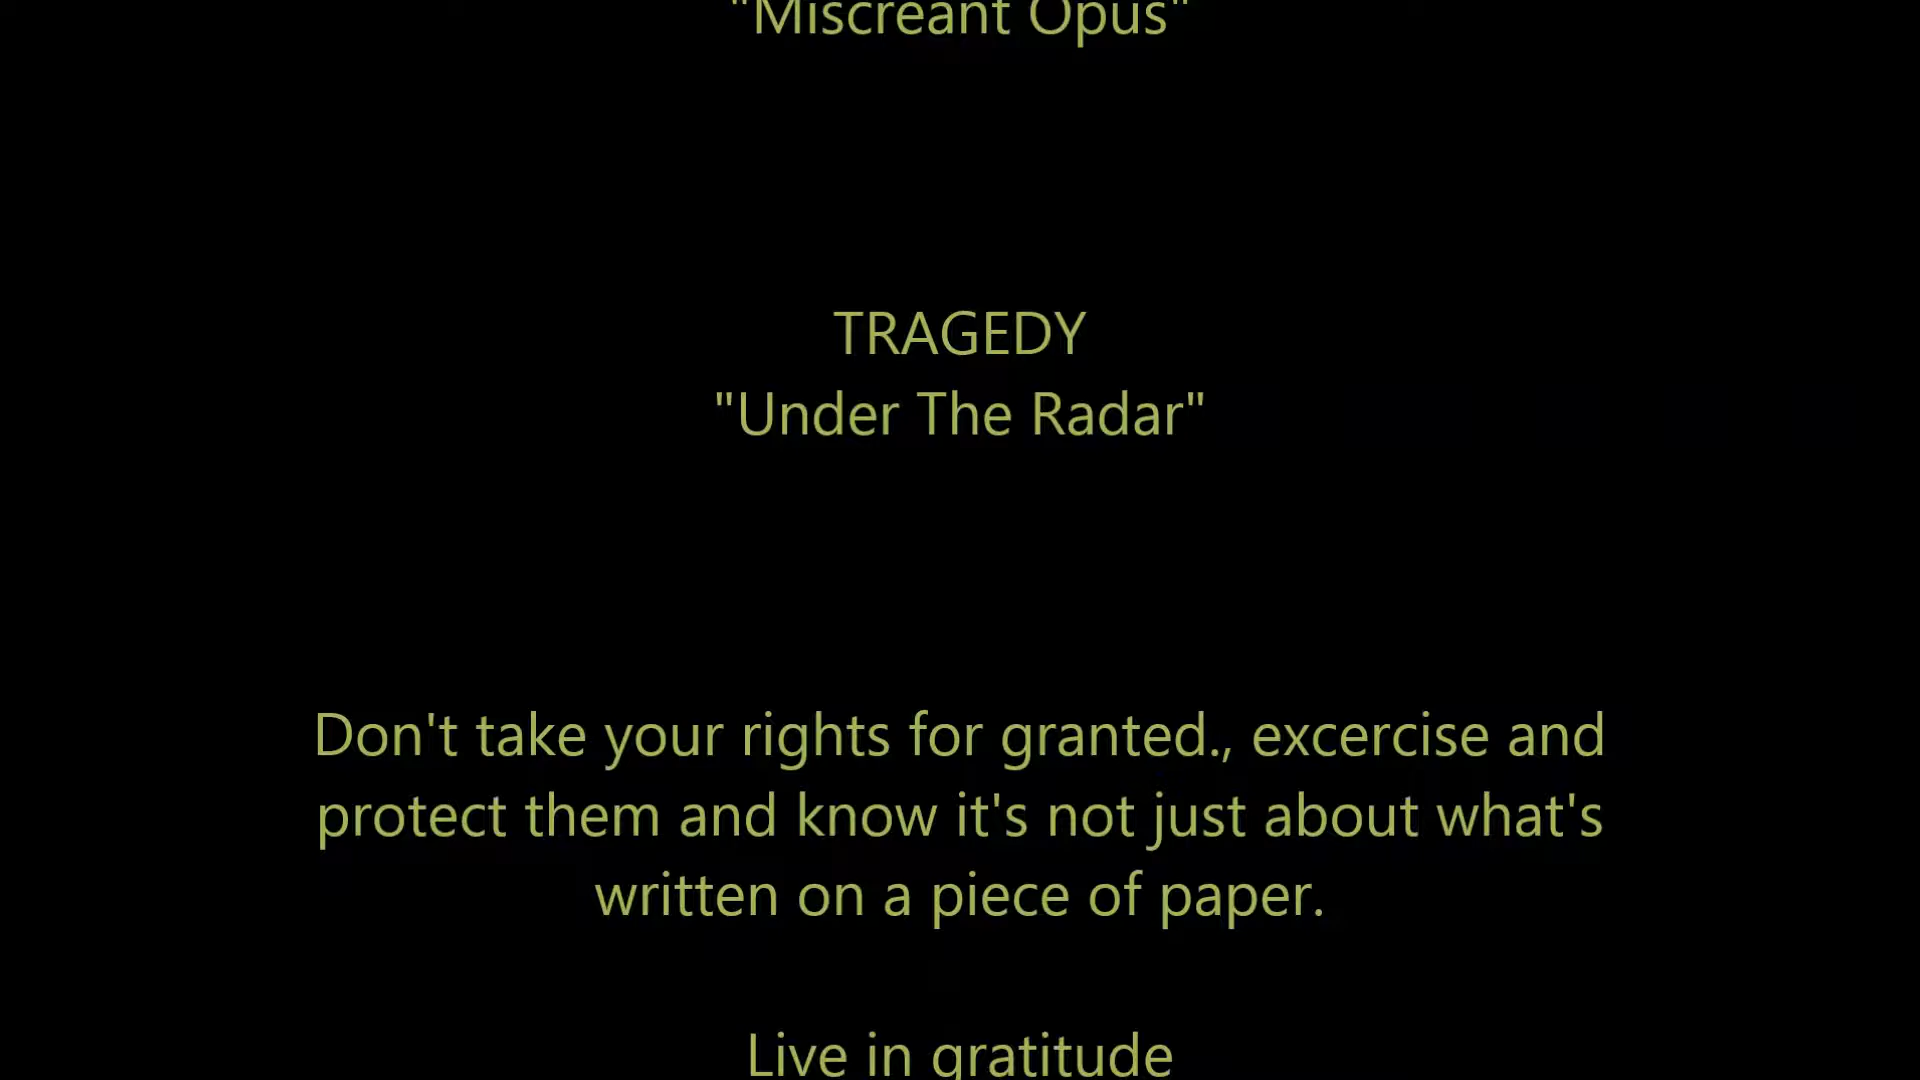 "Miscreant Opus"
TRAGEDY
"Under The Radar"
Don't take your rights for granted., excercise and
protect them and know it's not just about what's
written on a piece of paper.
Live in gratitude